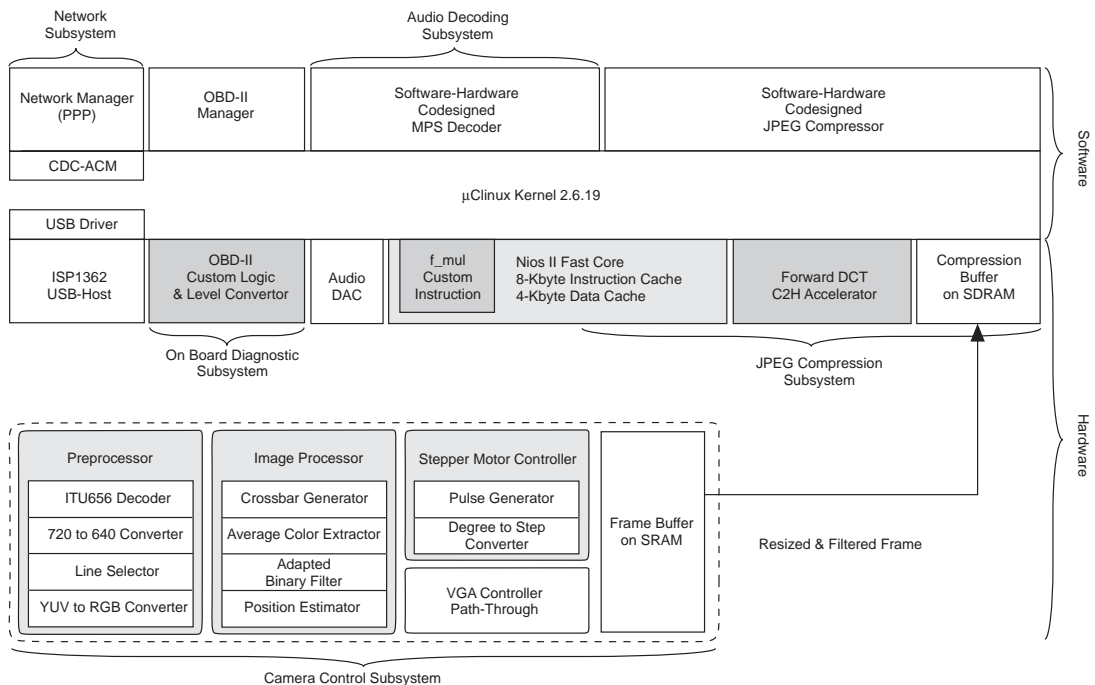 Network
Subsystem
Audio Decoding
Subsystem
Network Manager
(PPP)
OBD-II
Manager
Software-Hardware
Codesigned
MPS Decoder
Software-Hardware
Codesigned
JPEG Compressor
Software
CDC-ACM
μClinux Kernel 2.6.19
USB Driver
ISP1362
USB-Host
OBD-II
Custom Logic
& Level Convertor
Audio
DAC
f_mul
Custom
Instruction
Nios II Fast Core
8-Kbyte Instruction Cache
4-Kbyte Data Cache
Forward DCT
C2H Accelerator
Compression
Buffer
on SDRAM
On Board Diagnostic
Subsystem
JPEG Compression
Subsystem
Hardware
Preprocessor
ITU656 Decoder
720 to 640 Converter
Line Selector
YUV to RGB Converter
Image Processor
Crossbar Generator
Average Color Extractor
Adapted
Binary Filter
Position Estimator
Stepper Motor Controller
Pulse Generator
Degree to Step
Converter
VGA Controller
Path-Through
Frame Buffer
on SRAM
Resized & Filtered Frame
Camera Control Subsystem